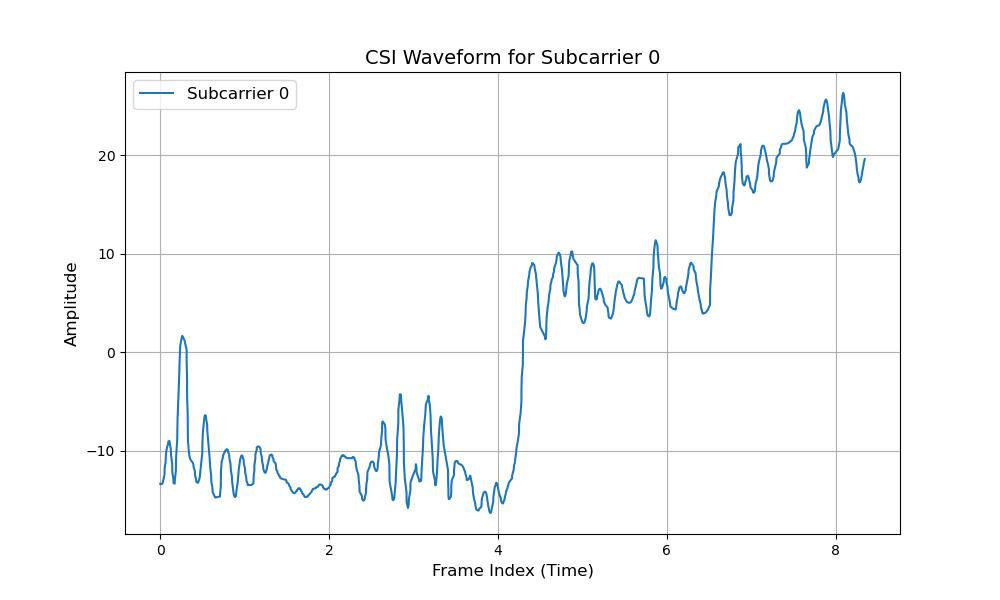 CSI Waveform for Subcarrier 0
Subcarrier 0
20
10
0
−10
Amplitude
0
2
4
6
8
Frame Index (Time)